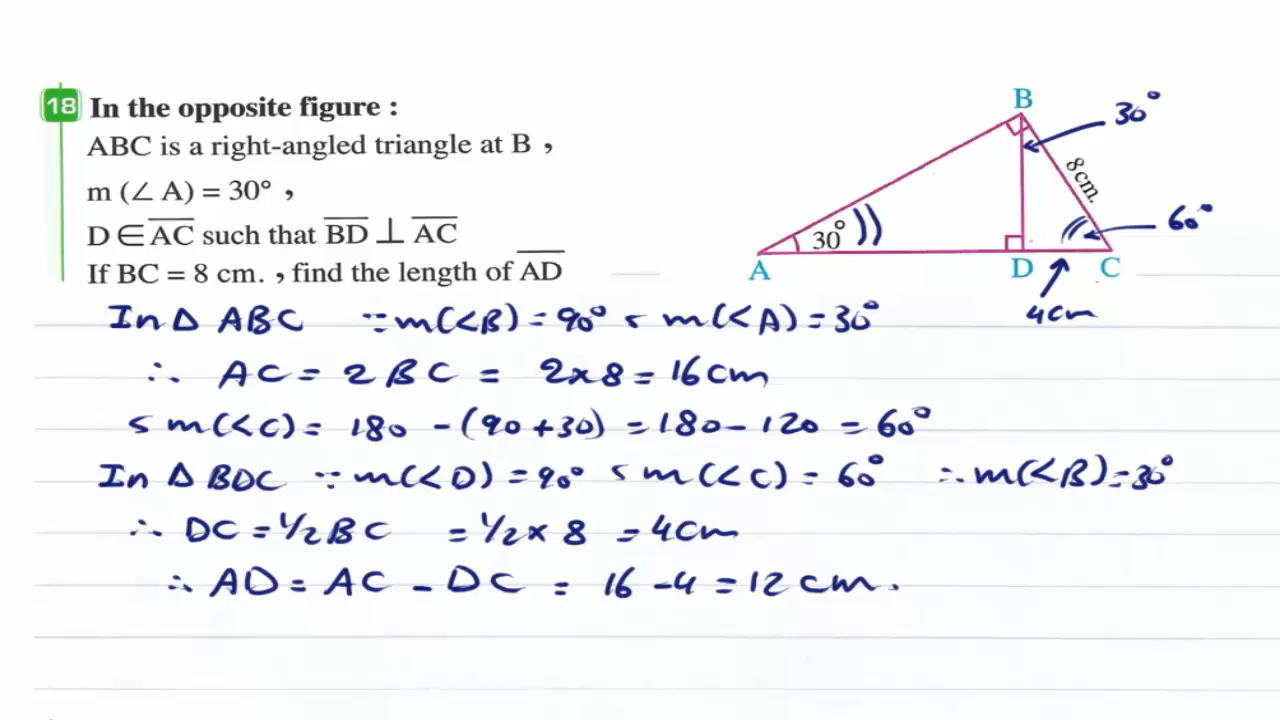 18 In the opposite figure :
ABC is a right-angled triangle at B ,
m (∠ A) = 30° ,
D ∈ AC such that BD ⊥ AC
If BC = 8 cm. , find the length of AD
B
30°
8 cm.
30°
60°
A
D
C
4cm
In Δ ABC ∵ m(<B) = 90° , m(<A) = 30°
∴ AC = 2 BC = 2×8 = 16 cm
, m(<C) = 180 - (90 + 30) = 180 - 120 = 60°
In Δ BDC ∵ m(<D) = 90° , m(<C) = 60° ∴ m(<B) = 30°
∴ DC = 1/2 BC = 1/2 × 8 = 4cm
∴ AD = AC - DC = 16 - 4 = 12 cm .